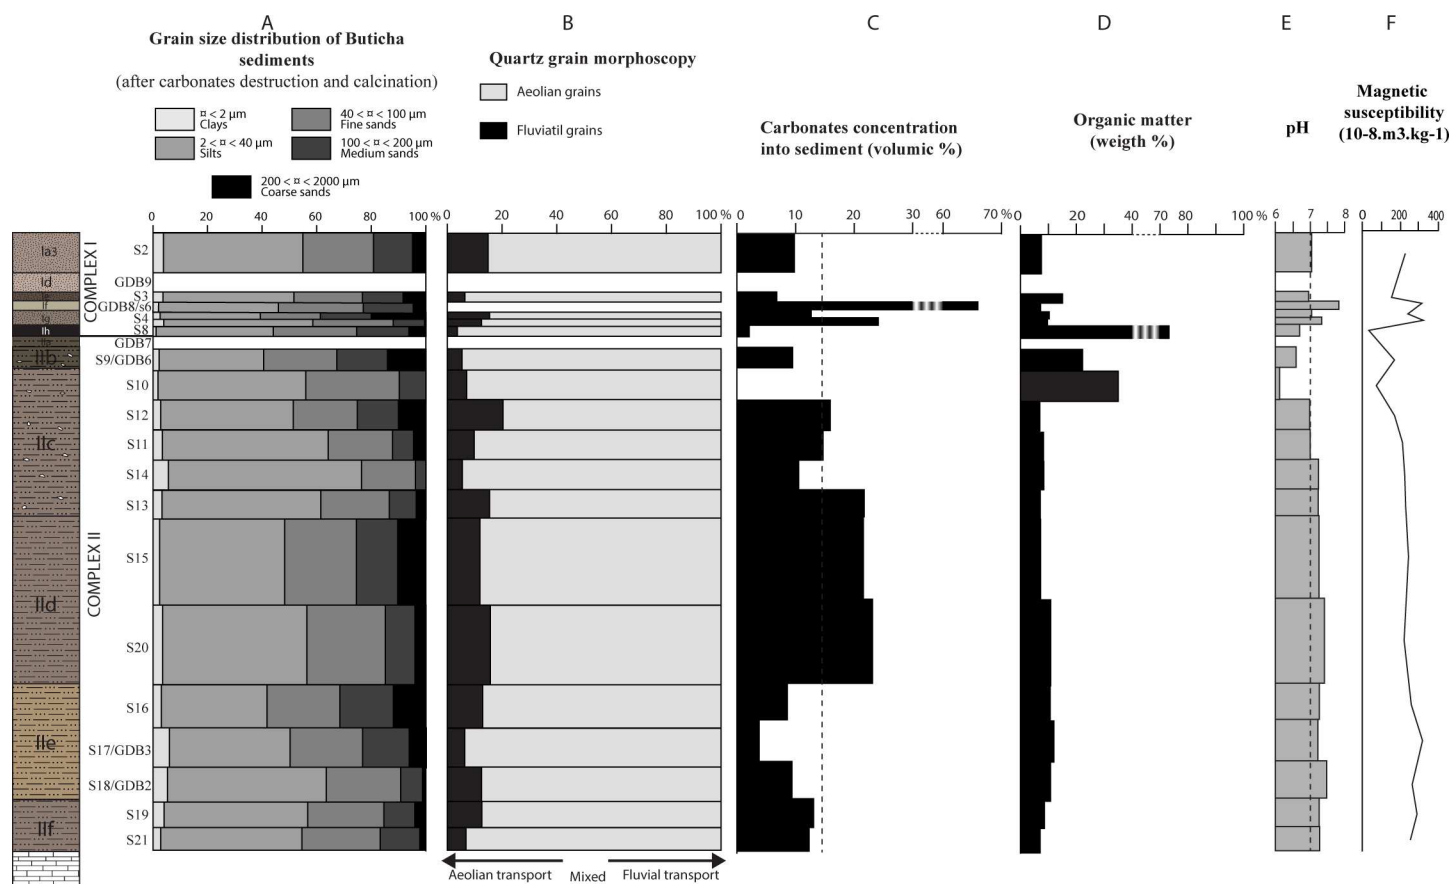 A
B
C
D
E
F
Grain size distribution of Buticha
sediments
(after carbonates destruction and calcination)
¤ < 2 µm
Clays
40 < ¤ < 100 µm
Fine sands
2 < ¤ < 40 µm
Silts
100 < ¤ < 200 µm
Medium sands
200 < ¤ < 2000 µm
Coarse sands
Quartz grain morphoscopy
Aeolian grains
Fluviatil grains
Carbonates concentration
into sediment (volumic %)
Organic matter
(weigth %)
pH
Magnetic
susceptibility
(10-8.m3.kg-1)
0 20 40 60 80 100 %
0 20 40 60 80 100 %
0 10 20 30 60 70 %
0 10 20 30 40 70 100 %
6 7 8
0 200 400
COMPLEX I
COMPLEX II
Ia3
Id
If
Ig
Ih
IIb
IIc
IId
IIe
IIf
S2
GDB9
S3
GDB8/s6
S4
S8
GDB7
S9/GDB6
S10
S12
S11
S14
S13
S15
S20
S16
S17/GDB3
S18/GDB2
S19
S21
Aeolian transport Mixed Fluvial transport